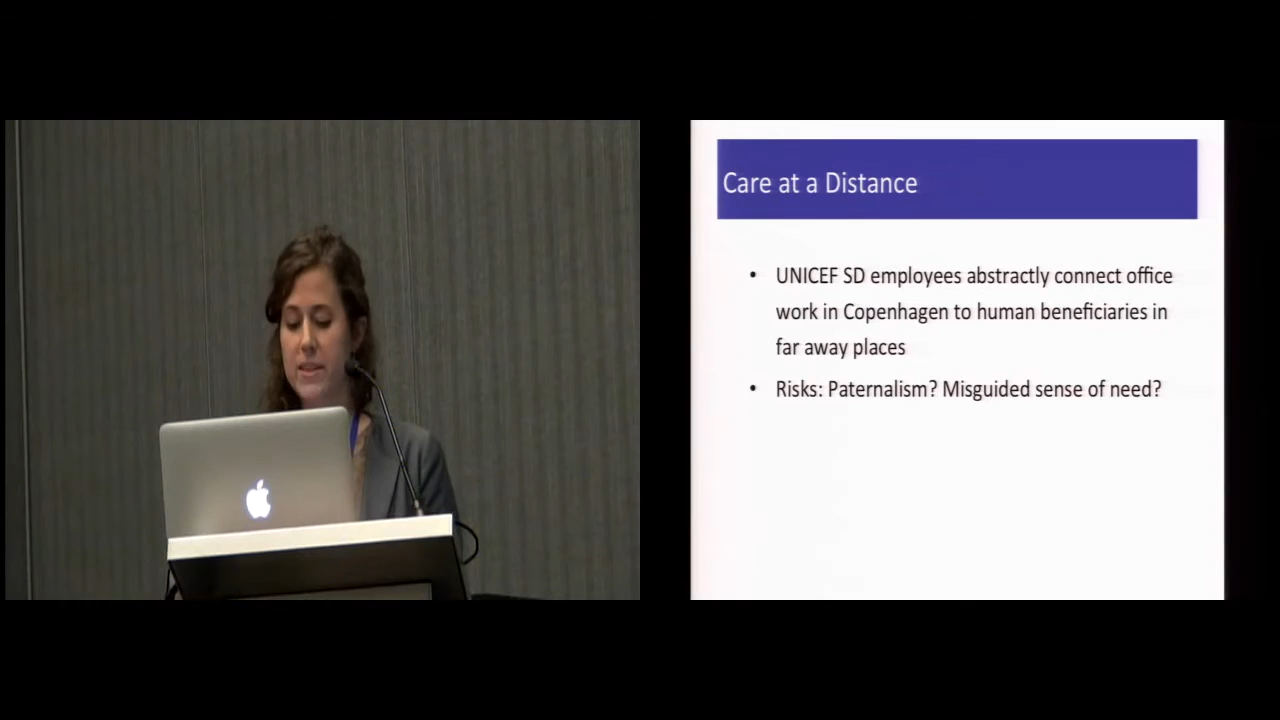 Care at a Distance
• UNICEF SD employees abstractly connect office
work in Copenhagen to human beneficiaries in
far away places
• Risks: Paternalism? Misguided sense of need?